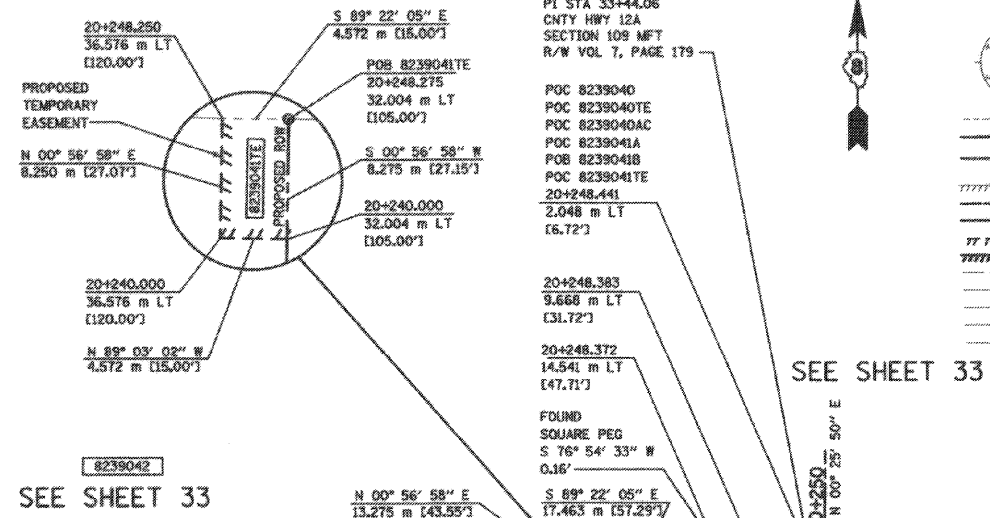 20+248.250
36.576 m LT
[120.00']
S 89° 22' 05" E
4.572 m [15.00']
PROPOSED
TEMPORARY
EASEMENT
POB 8239041TE
20+248.275
32.004 m LT
[105.00']
N 00° 56' 58" E
8.250 m [27.07']
8239041TE
PROPOSED ROW
S 00° 56' 58" W
8.275 m [27.15']
20+240.000
32.004 m LT
[105.00']
20+240.000
36.576 m LT
[120.00']
N 89° 03' 02" W
4.572 m [15.00']
8239042
SEE SHEET 33
PI STA 33+44.06
CNTY HWY 12A
SECTION 109 MFT
R/W VOL 7, PAGE 179
POC 8239040
POC 8239040TE
POC 8239040AC
POC 8239041A
POB 8239041B
POC 8239041TE
20+248.441
2.048 m LT
[6.72']
20+248.383
9.668 m LT
[31.72']
20+248.372
14.541 m LT
[47.71']
FOUND
SQUARE PEG
S 76° 54' 33" W
0.16'
N 00° 56' 58" E
13.275 m [43.55']
S 89° 22' 05" E
17.463 m [57.29']
SEE SHEET 33
N 00° 25' 50" E
0+250